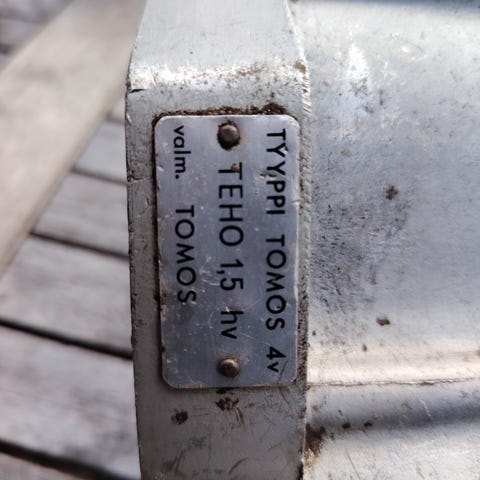 TYYPPI TOMOS 4v
TEHO 1,5 hv
valm. TOMOS